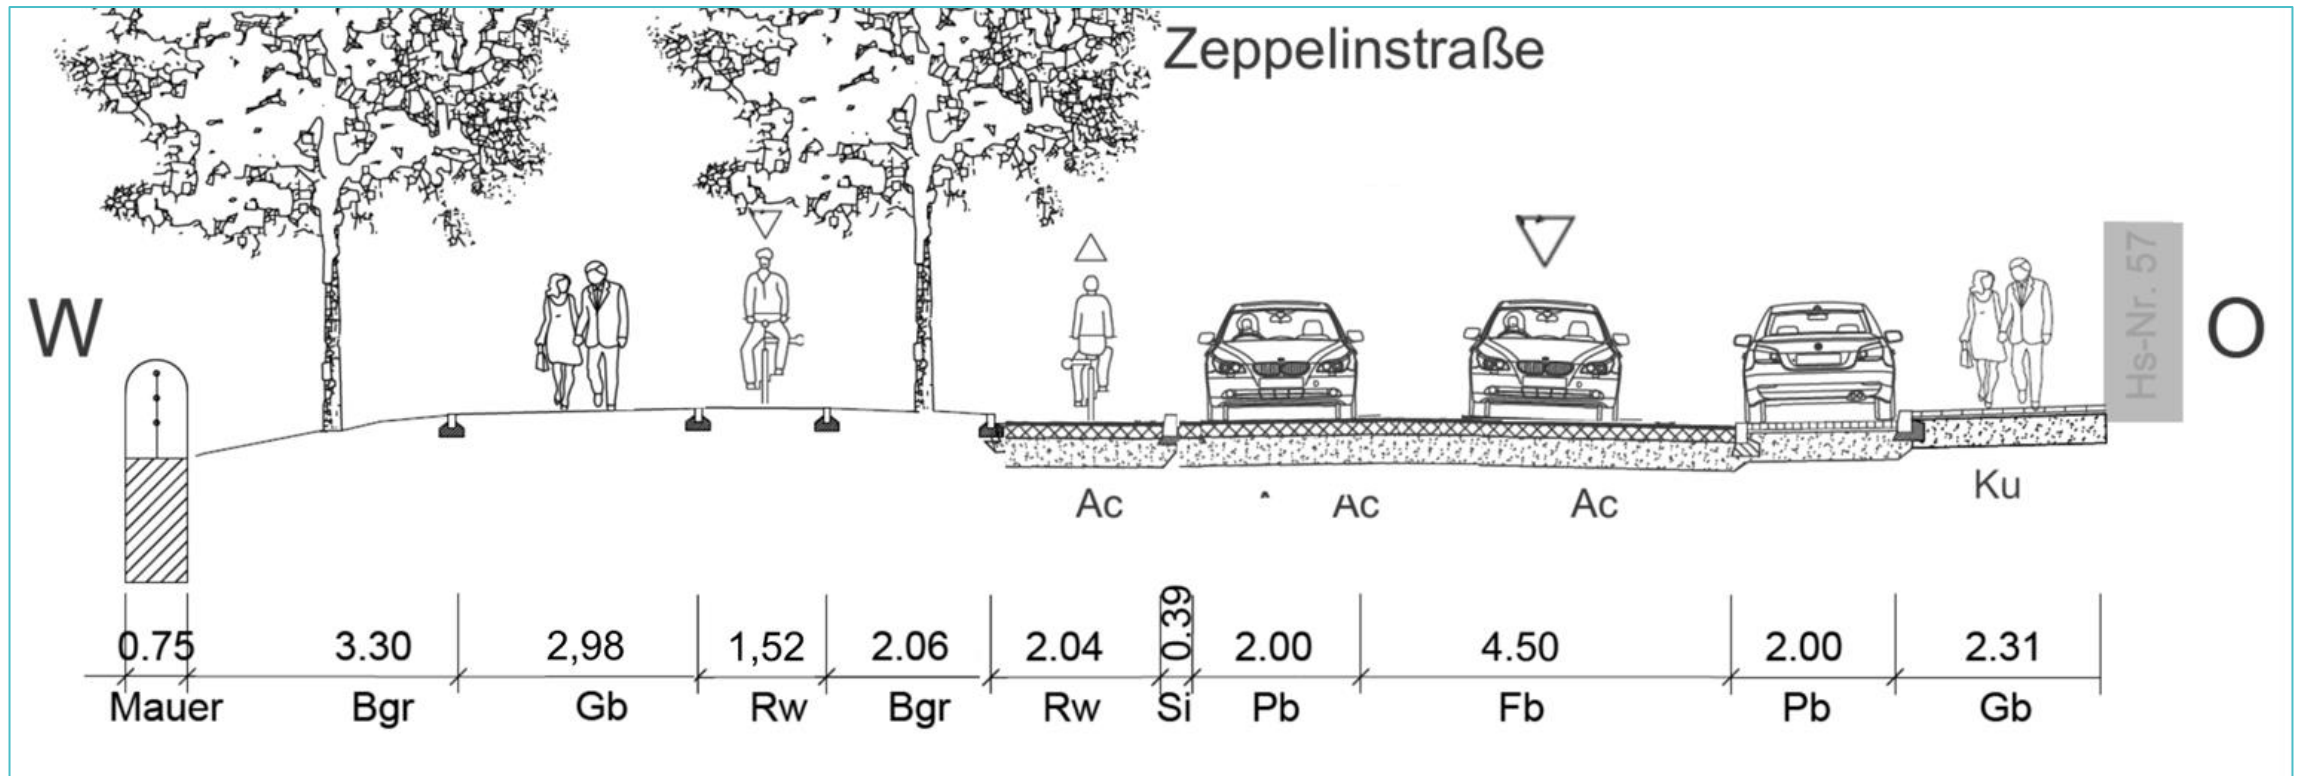 Zeppelinstraße
W
Hs-Nr. 57
O
Ac Ac Ac Ku
0.75 3.30 2,98 1,52 2.06 2.04 0.39 2.00 4.50 2.00 2.31
Mauer Bgr Gb Rw Bgr Rw Si Pb Fb Pb Gb